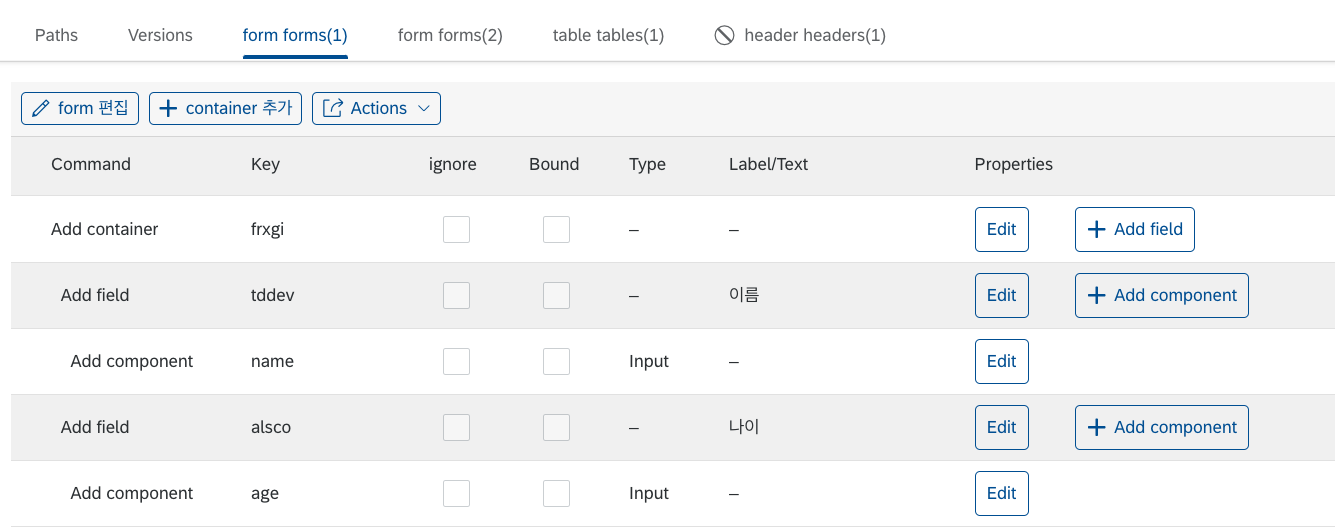 Paths Versions form forms(1) form forms(2) table tables(1) header headers(1)
form 편집 container 추가 Actions
Command Key ignore Bound Type Label/Text Properties
Add container frxgi – – Edit Add field
Add field tddev – 이름 Edit Add component
Add component name Input – Edit
Add field alsco – 나이 Edit Add component
Add component age Input – Edit